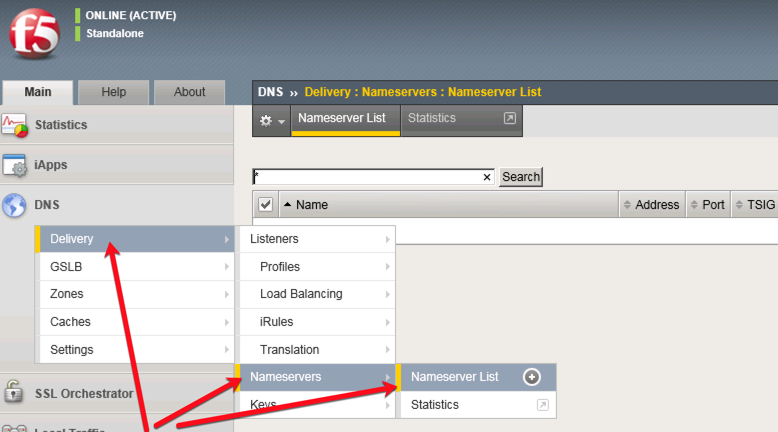 f5
ONLINE (ACTIVE)
Standalone
Main Help About
DNS ›› Delivery : Nameservers : Nameserver List
Nameserver List Statistics
Statistics
iApps
* × Search
DNS
Name Address Port TSIG
Delivery Listeners
GSLB Profiles
Zones Load Balancing
Caches iRules
Settings Translation
Nameservers Nameserver List
SSL Orchestrator Keys Statistics
Local Traffic